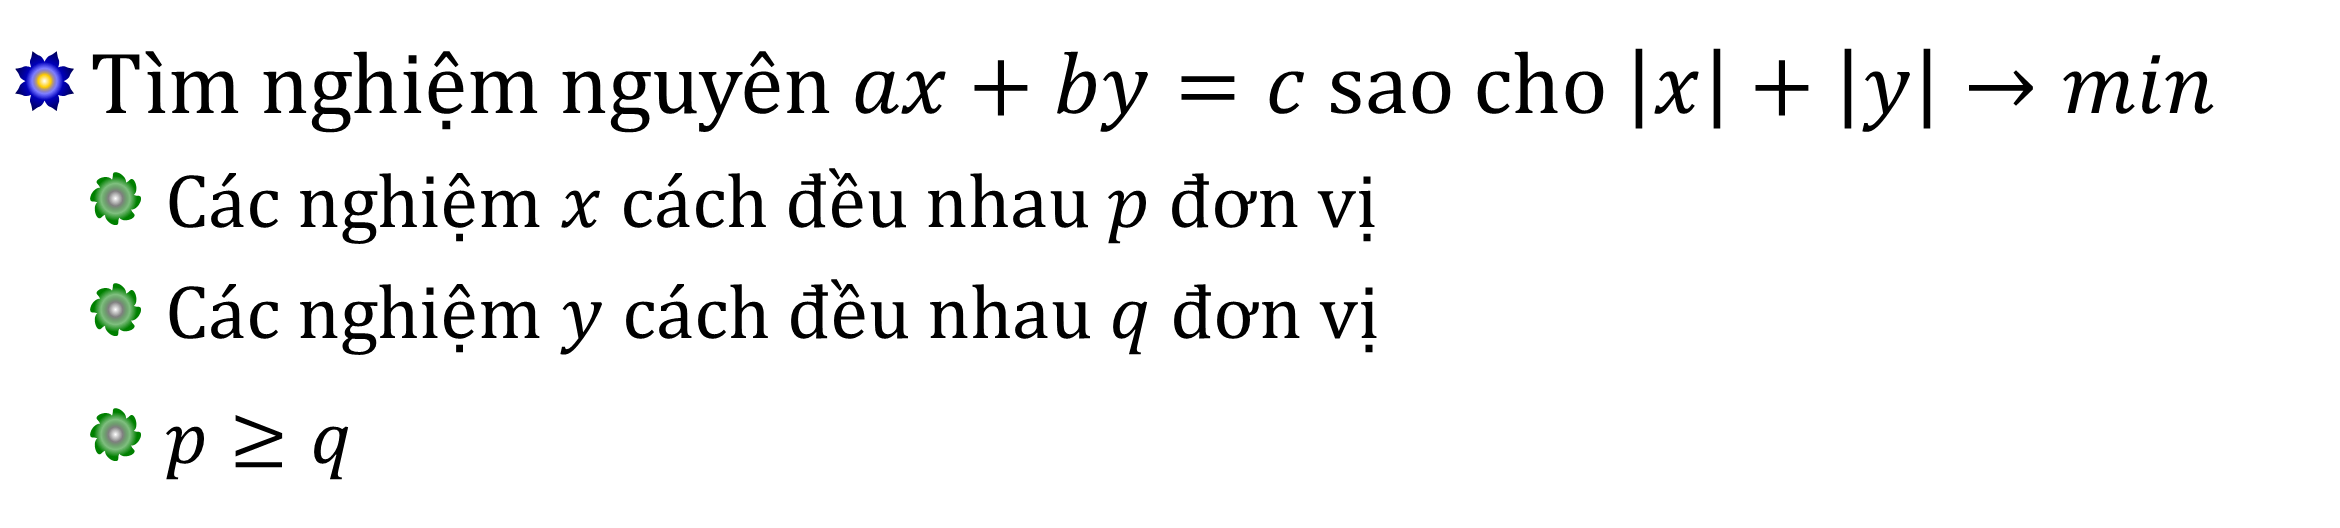 Tìm nghiệm nguyên ax + by = c sao cho |x| + |y| → min
Các nghiệm x cách đều nhau p đơn vị
Các nghiệm y cách đều nhau q đơn vị
p ≥ q